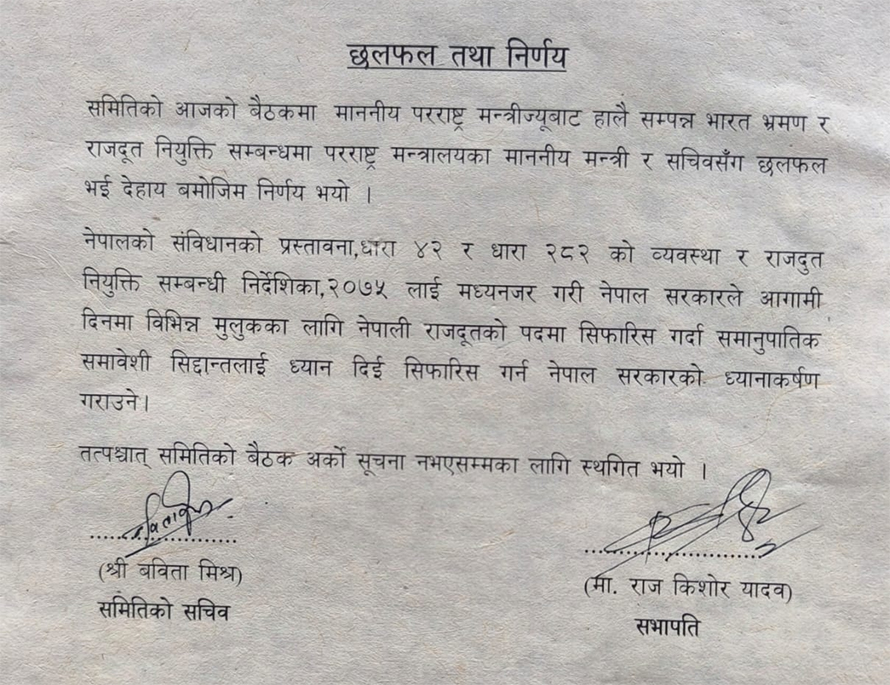 छलफल तथा निर्णय
समितिको आजको बैठकमा माननीय परराष्ट्र मन्त्रीज्यूबाट हालै सम्पन्न भारत भ्रमण र
राजदूत नियुक्ति सम्बन्धमा परराष्ट्र मन्त्रालयका माननीय मन्त्री र सचिवसँग छलफल
भई देहाय बमोजिम निर्णय भयो ।
नेपालको संविधानको प्रस्तावना,धारा ४२ र धारा २८२ को व्यवस्था र राजदुत
नियुक्ति सम्बन्धी निर्देशिका,२०७५ लाई मध्यनजर गरी नेपाल सरकारले आगामी
दिनमा विभिन्न मुलुकका लागि नेपाली राजदूतको पदमा सिफारिस गर्दा समानुपातिक
समावेशी सिद्दान्तलाई ध्यान दिई सिफारिस गर्न नेपाल सरकारको ध्यानाकर्षण
गराउने।
तत्पश्चात् समितिको बैठक अर्को सूचना नभएसम्मका लागि स्थगित भयो ।
(श्री बविता मिश्र)
समितिको सचिव
(मा. राज किशोर यादव)
सभापति